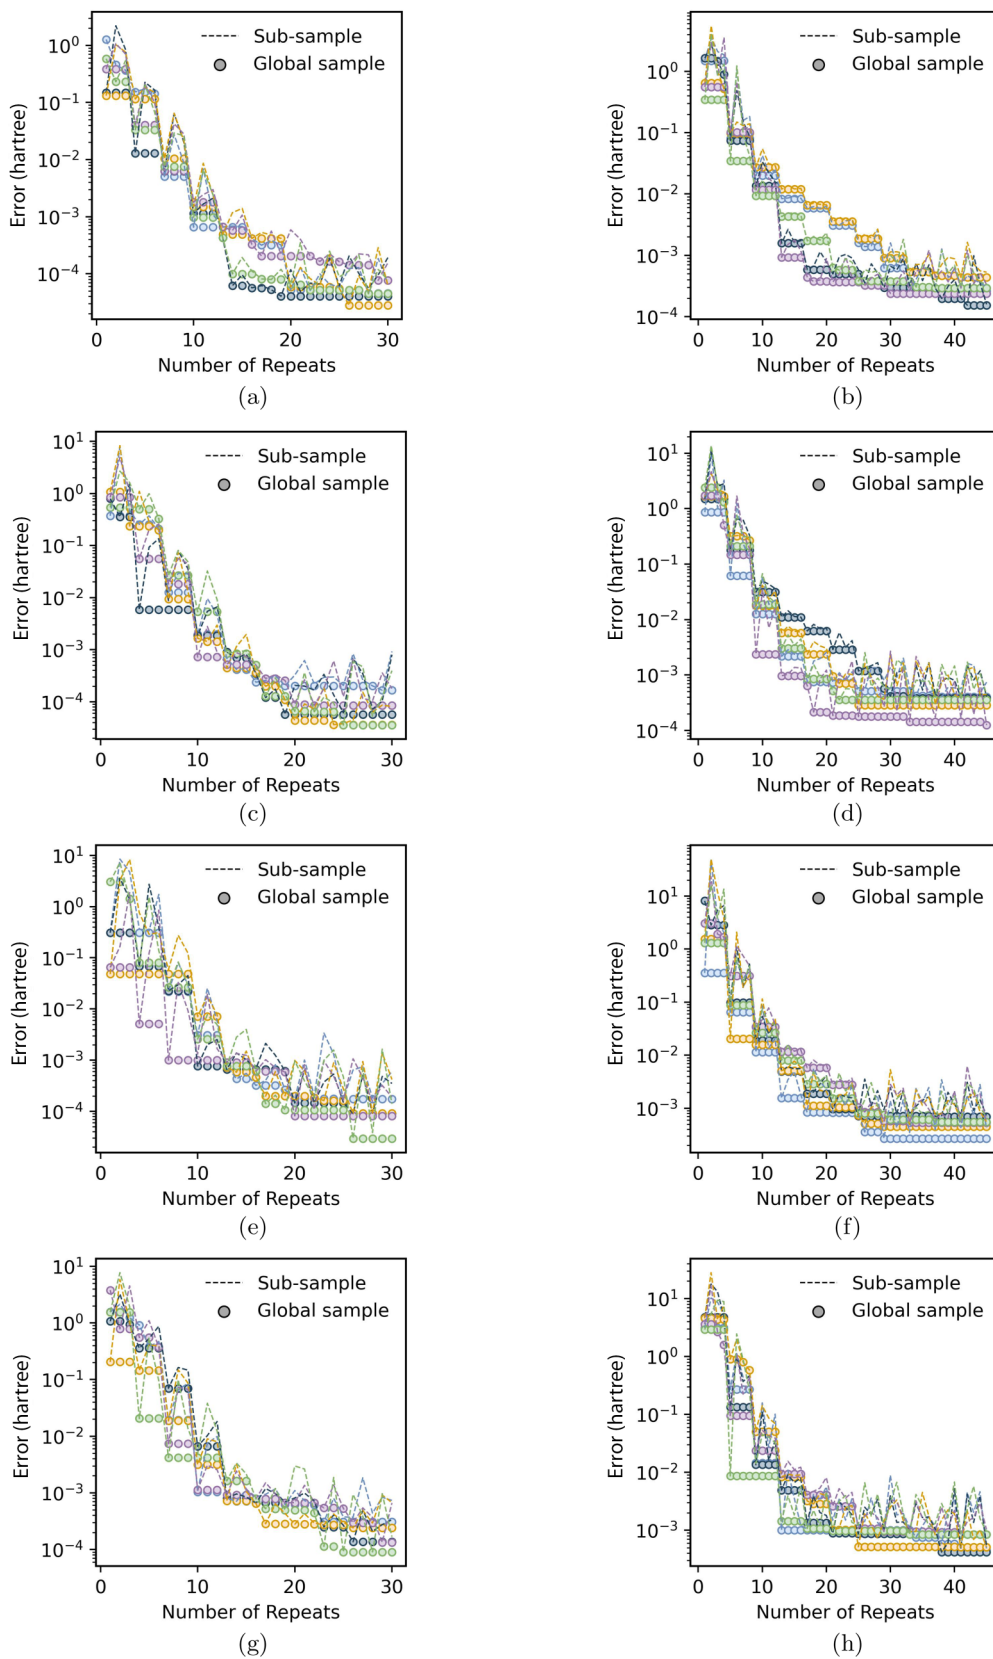 Error (hartree)
10^0
10^-1
10^-2
10^-3
10^-4
Sub-sample
Global sample
0 10 20 30
Number of Repeats
(a)
Error (hartree)
10^0
10^-1
10^-2
10^-3
10^-4
Sub-sample
Global sample
0 10 20 30 40
Number of Repeats
(b)
Error (hartree)
10^1
10^0
10^-1
10^-2
10^-3
10^-4
Sub-sample
Global sample
0 10 20 30
Number of Repeats
(c)
Error (hartree)
10^1
10^0
10^-1
10^-2
10^-3
10^-4
Sub-sample
Global sample
0 10 20 30 40
Number of Repeats
(d)
Error (hartree)
10^1
10^0
10^-1
10^-2
10^-3
10^-4
Sub-sample
Global sample
0 10 20 30
Number of Repeats
(e)
Error (hartree)
10^1
10^0
10^-1
10^-2
10^-3
Sub-sample
Global sample
0 10 20 30 40
Number of Repeats
(f)
Error (hartree)
10^1
10^0
10^-1
10^-2
10^-3
10^-4
Sub-sample
Global sample
0 10 20 30
Number of Repeats
(g)
Error (hartree)
10^1
10^0
10^-1
10^-2
10^-3
Sub-sample
Global sample
0 10 20 30 40
Number of Repeats
(h)